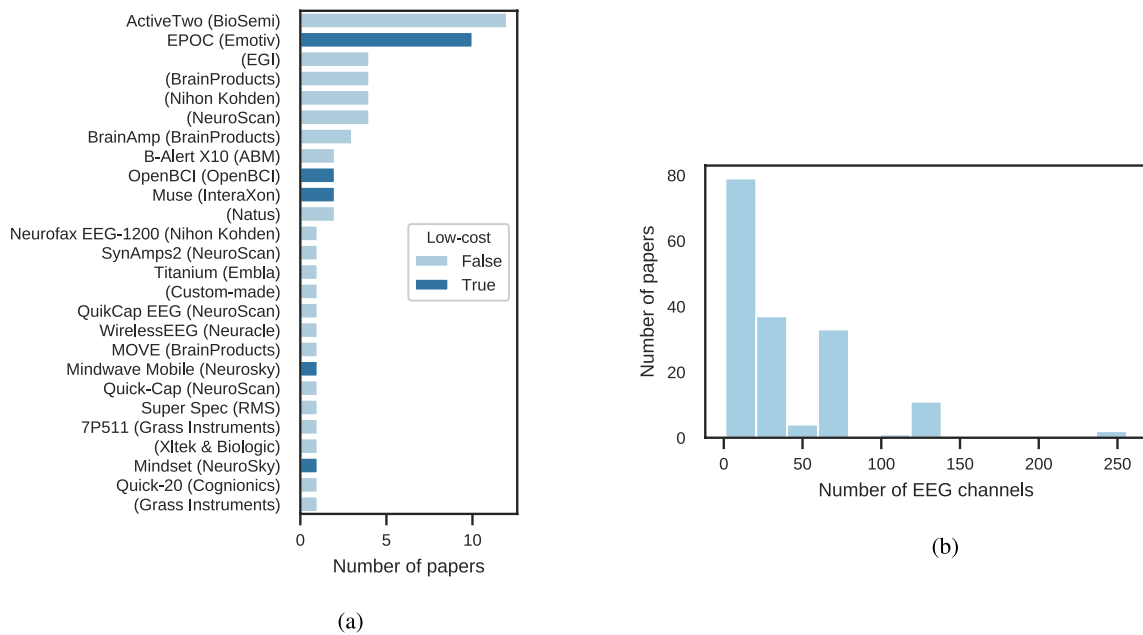 ActiveTwo (BioSemi)
EPOC (Emotiv)
(EGI)
(BrainProducts)
(Nihon Kohden)
(NeuroScan)
BrainAmp (BrainProducts)
B-Alert X10 (ABM)
OpenBCI (OpenBCI)
Muse (InteraXon)
(Natus)
Neurofax EEG-1200 (Nihon Kohden)
SynAmps2 (NeuroScan)
Titanium (Embla)
(Custom-made)
QuikCap EEG (NeuroScan)
WirelessEEG (Neuracle)
MOVE (BrainProducts)
Mindwave Mobile (Neurosky)
Quick-Cap (NeuroScan)
Super Spec (RMS)
7P511 (Grass Instruments)
(Xltek & Biologic)
Mindset (NeuroSky)
Quick-20 (Cognionics)
(Grass Instruments)
Low-cost
False
True
0 5 10
Number of papers
(a)
Number of papers
80
60
40
20
0
0 50 100 150 200 250
Number of EEG channels
(b)